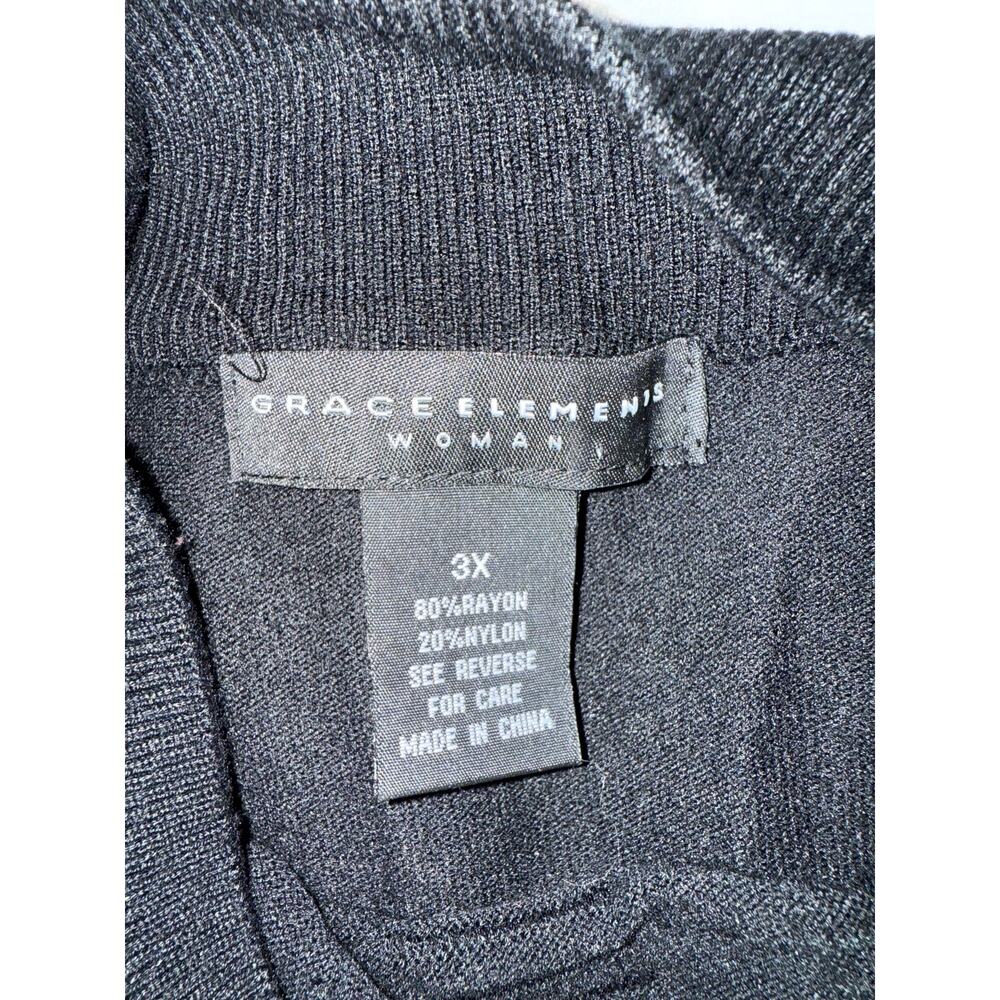 GRACE ELEMENTS
WOMAN
3X
80%RAYON
20%NYLON
SEE REVERSE
FOR CARE
MADE IN CHINA